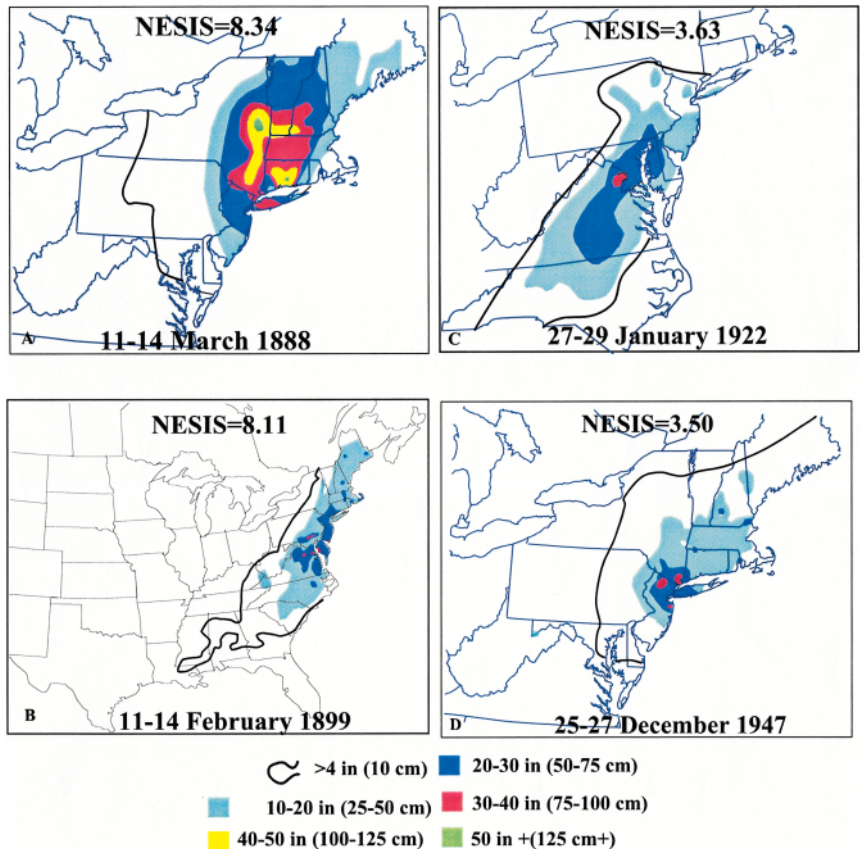 NESIS=8.34
A
11-14 March 1888
NESIS=3.63
C
27-29 January 1922
NESIS=8.11
B
11-14 February 1899
NESIS=3.50
D
25-27 December 1947
>4 in (10 cm)
20-30 in (50-75 cm)
10-20 in (25-50 cm)
30-40 in (75-100 cm)
40-50 in (100-125 cm)
50 in +(125 cm+)